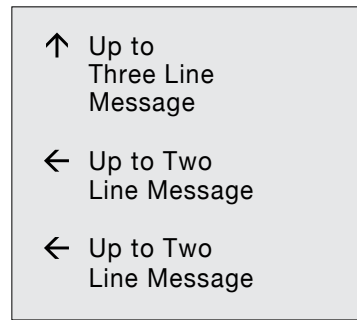 ↑ Up to
Three Line
Message
← Up to Two
Line Message
← Up to Two
Line Message